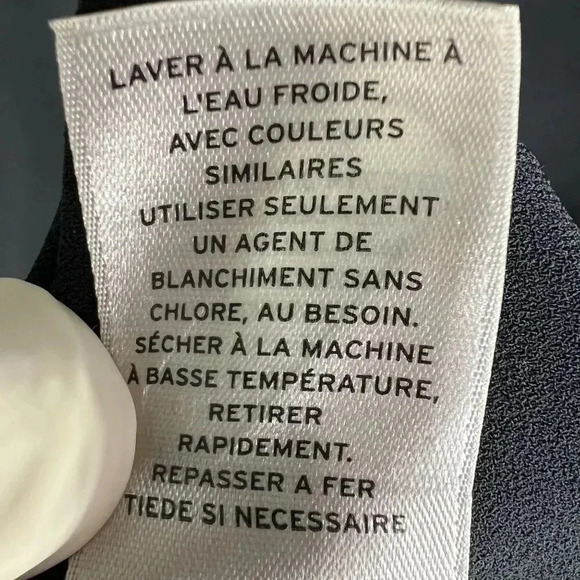 LAVER À LA MACHINE À
L'EAU FROIDE,
AVEC COULEURS
SIMILAIRES
UTILISER SEULEMENT
UN AGENT DE
BLANCHIMENT SANS
CHLORE, AU BESOIN.
SÉCHER À LA MACHINE
À BASSE TEMPÉRATURE,
RETIRER
RAPIDEMENT.
REPASSER A FER
TIEDE SI NECESSAIRE